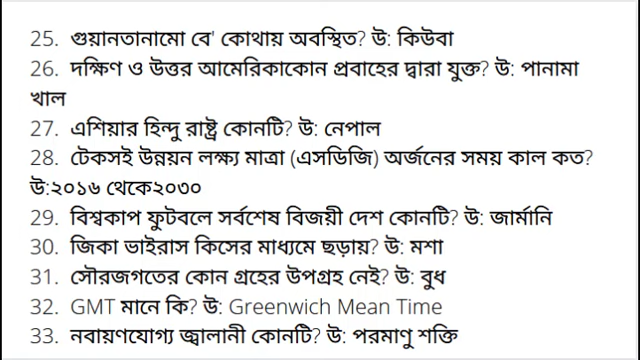 25. গুয়ানতানামো বে' কোথায় অবস্থিত? উ: কিউবা
26. দক্ষিণ ও উত্তর আমেরিকাকোন প্রবাহের দ্বারা যুক্ত? উ: পানামা
খাল
27. এশিয়ার হিন্দু রাষ্ট্র কোনটি? উ: নেপাল
28. টেকসই উন্নয়ন লক্ষ্য মাত্রা (এসডিজি) অর্জনের সময় কাল কত?
উ:২০১৬ থেকে২০৩০
29. বিশ্বকাপ ফুটবলে সর্বশেষ বিজয়ী দেশ কোনটি? উ: জার্মানি
30. জিকা ভাইরাস কিসের মাধ্যমে ছড়ায়? উ: মশা
31. সৌরজগতের কোন গ্রহের উপগ্রহ নেই? উ: বুধ
32. GMT মানে কি? উ: Greenwich Mean Time
33. নবায়ণযোগ্য জ্বালানী কোনটি? উ: পরমাণু শক্তি